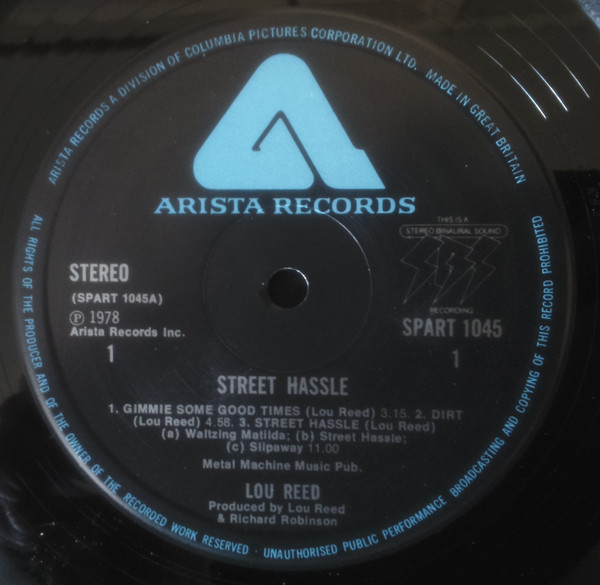 ARISTA RECORDS A DIVISION OF COLUMBIA PICTURES CORPORATION LTD. MADE IN GREAT BRITAIN
ARISTA RECORDS
THIS IS A
STEREO BINAURAL SOUND
SBS
RECORDING
STEREO
(SPART 1045A)
Ⓟ 1978
Arista Records Inc.
1
SPART 1045
1
STREET HASSLE
1. GIMMIE SOME GOOD TIMES (Lou Reed) 3.15. 2. DIRT
(Lou Reed) 4.58. 3. STREET HASSLE (Lou Reed)
(a) Waltzing Matilda; (b) Street Hassle;
(c) Slipaway 11.00
Metal Machine Music Pub.
LOU REED
Produced by Lou Reed
& Richard Robinson
ALL RIGHTS OF THE PRODUCER AND OF THE OWNER OF THE RECORDED WORK RESERVED · UNAUTHORISED PUBLIC PERFORMANCE BROADCASTING AND COPYING OF THIS RECORD PROHIBITED